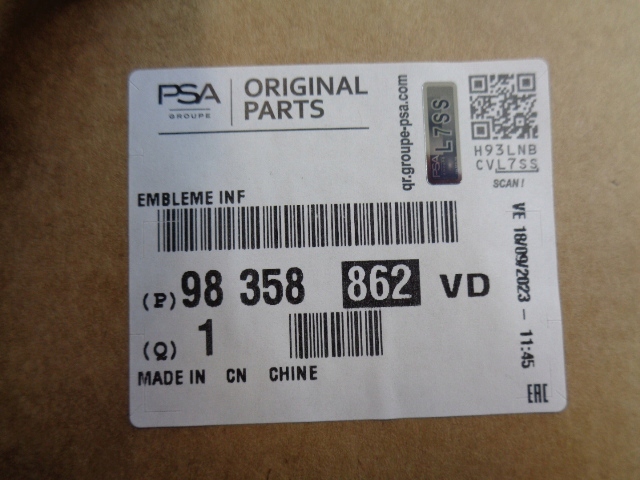 PSA
GROUPE
ORIGINAL
PARTS
qr.groupe-psa.com
PSA L7SS
H93LNB
CVL7SS
SCAN!
EMBLEME INF
(P) 98 358 862 VD
(Q) 1
MADE IN CN CHINE
VE 18/09/2023 - 11:45
EAC